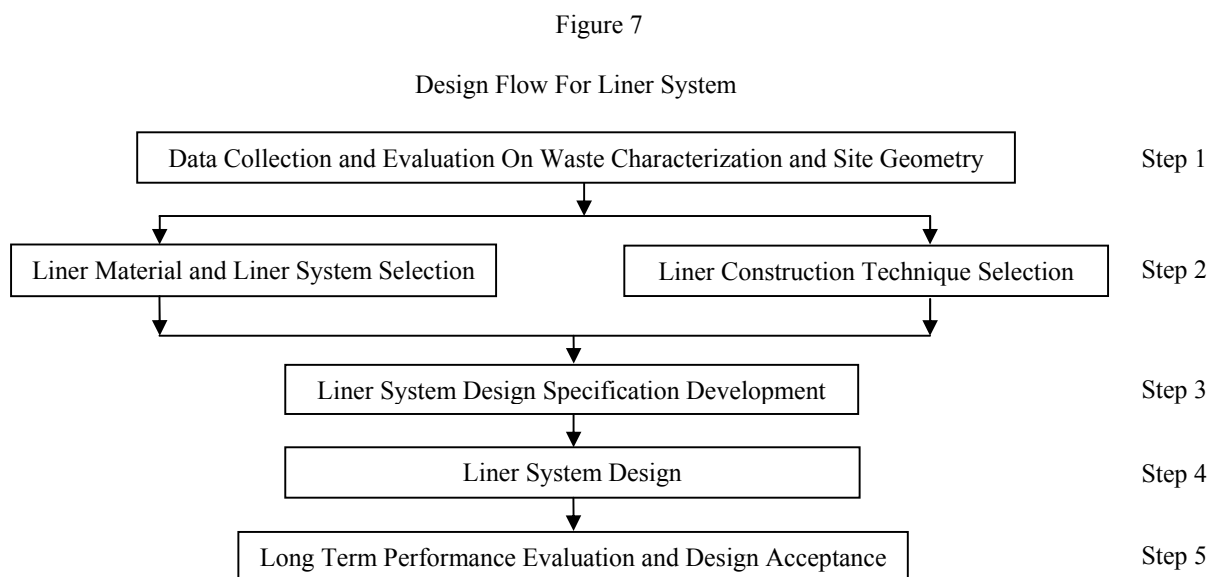 Figure 7
Design Flow For Liner System
Data Collection and Evaluation On Waste Characterization and Site Geometry
Step 1
Liner Material and Liner System Selection
Liner Construction Technique Selection
Step 2
Liner System Design Specification Development
Step 3
Liner System Design
Step 4
Long Term Performance Evaluation and Design Acceptance
Step 5